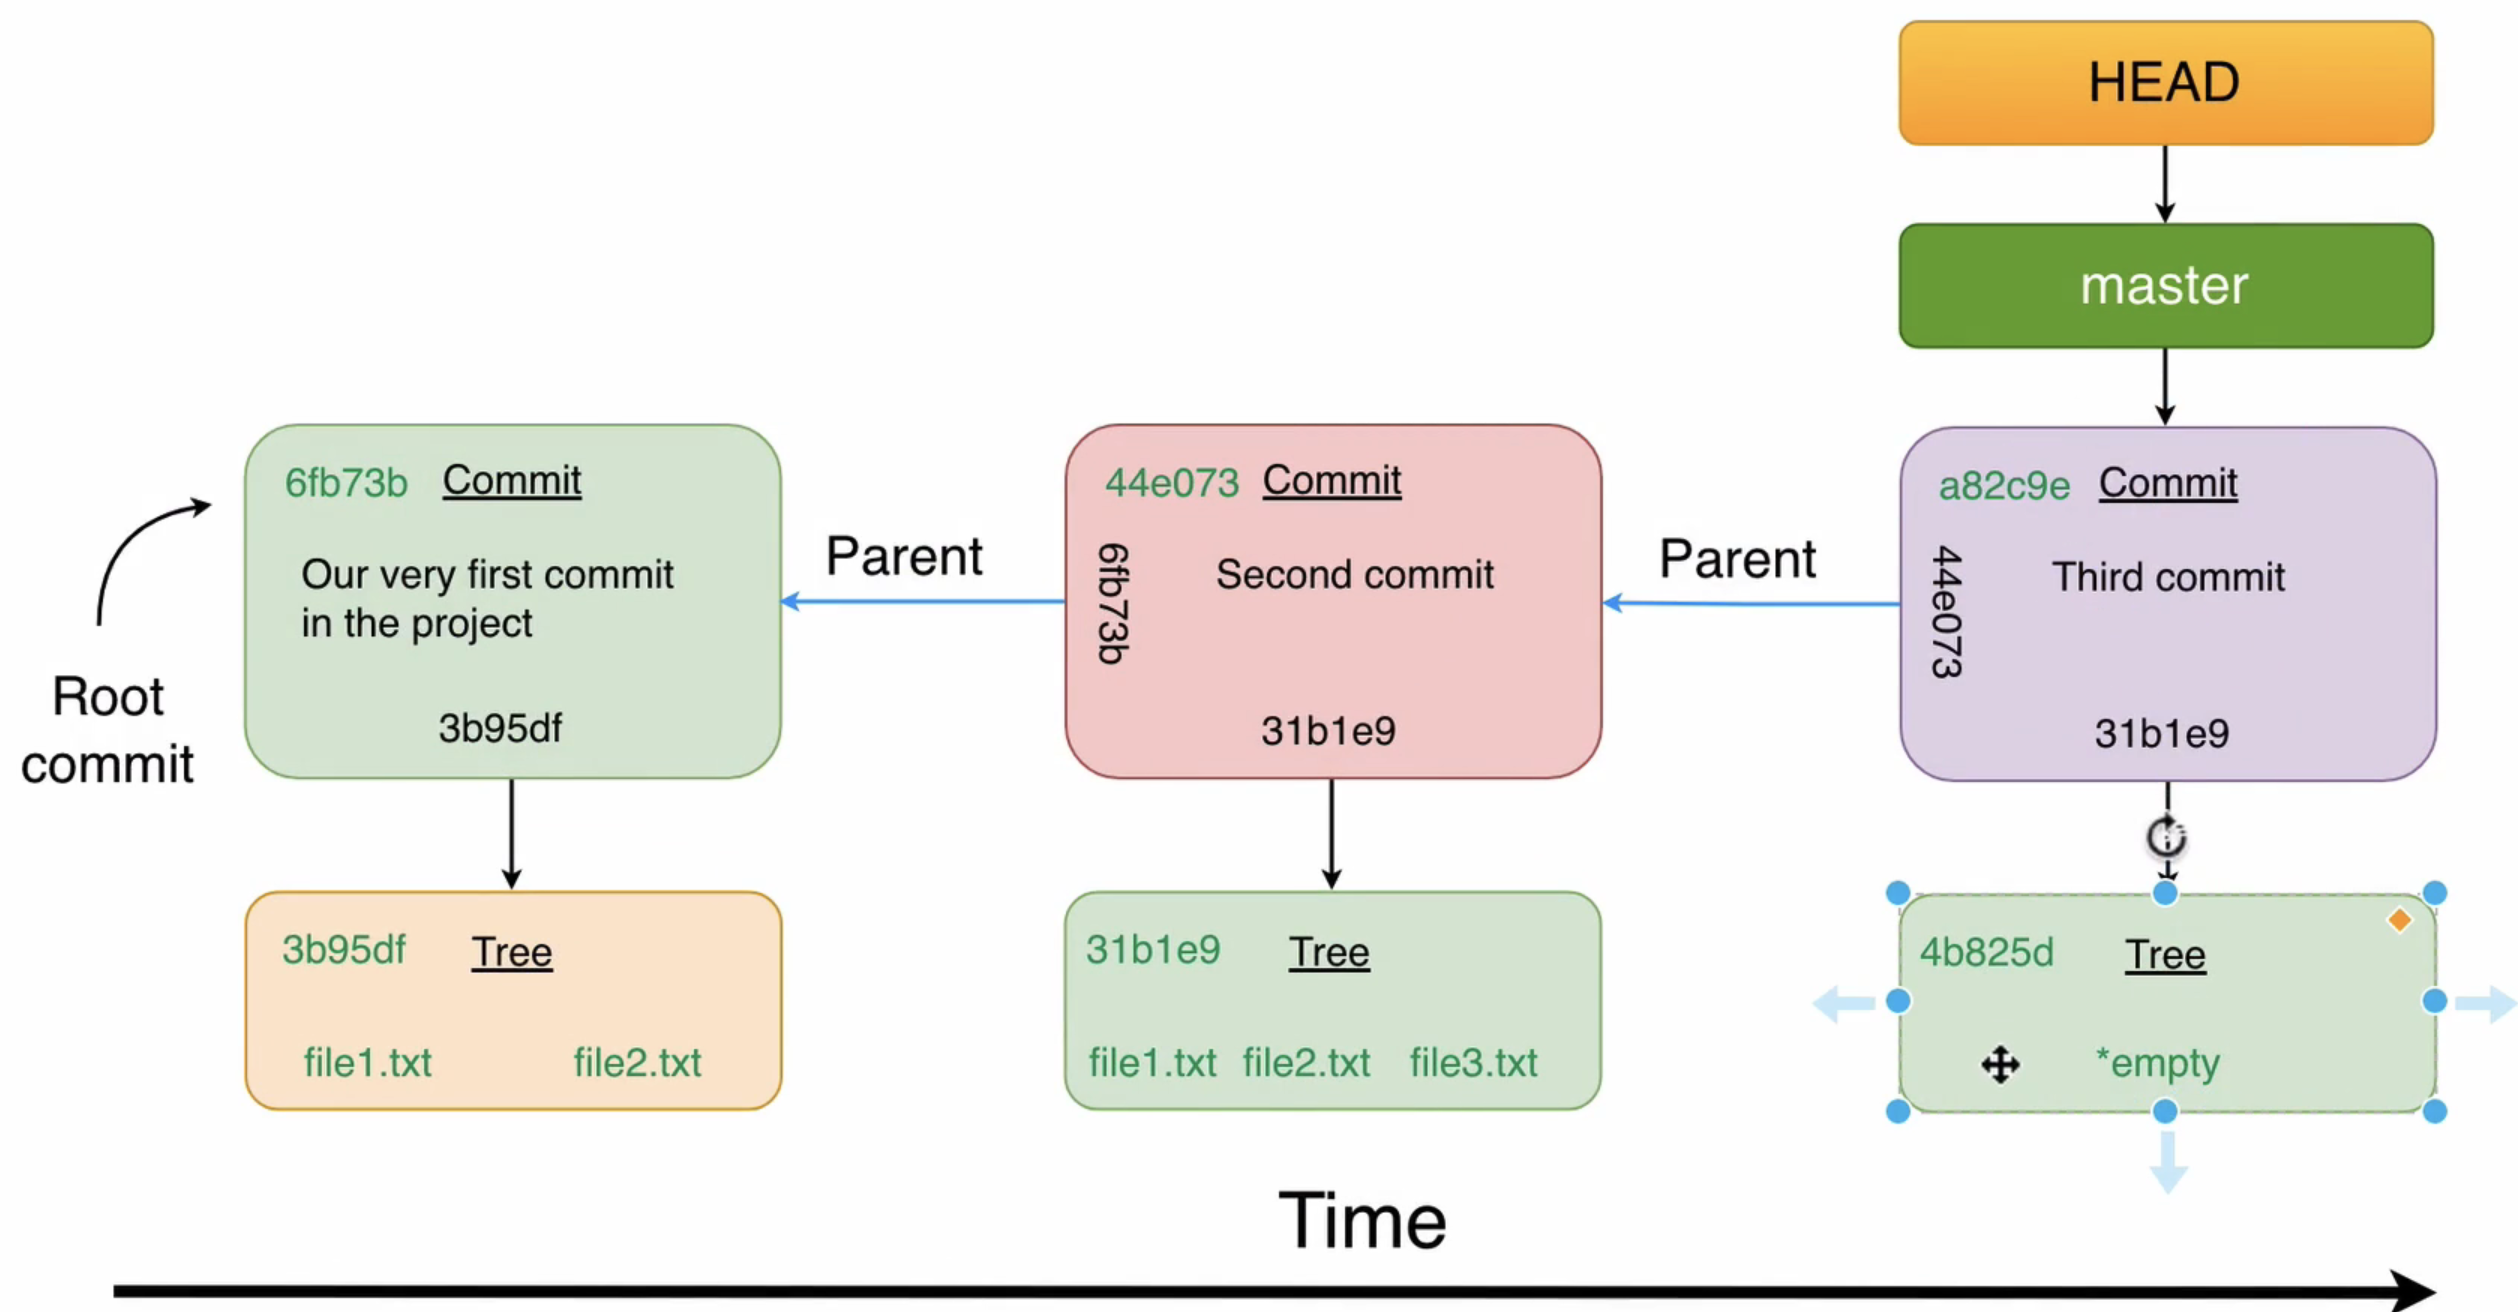 HEAD
master
6fb73b Commit
Our very first commit
in the project
3b95df
Parent
44e073 Commit
6fb73b
Second commit
31b1e9
Parent
a82c9e Commit
44e073
Third commit
31b1e9
Root
commit
3b95df Tree
file1.txt file2.txt
31b1e9 Tree
file1.txt file2.txt file3.txt
4b825d Tree
*empty
Time